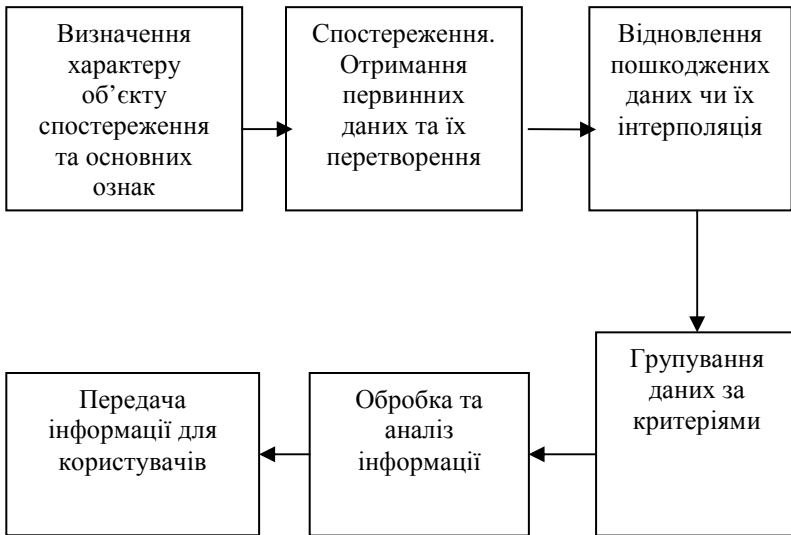 Визначення
характеру
об’єкту
спостереження
та основних
ознак
Спостереження.
Отримання
первинних
даних та їх
перетворення
Відновлення
пошкоджених
даних чи їх
інтерполяція
Групування
даних за
критеріями
Обробка та
аналіз
інформації
Передача
інформації для
користувачів